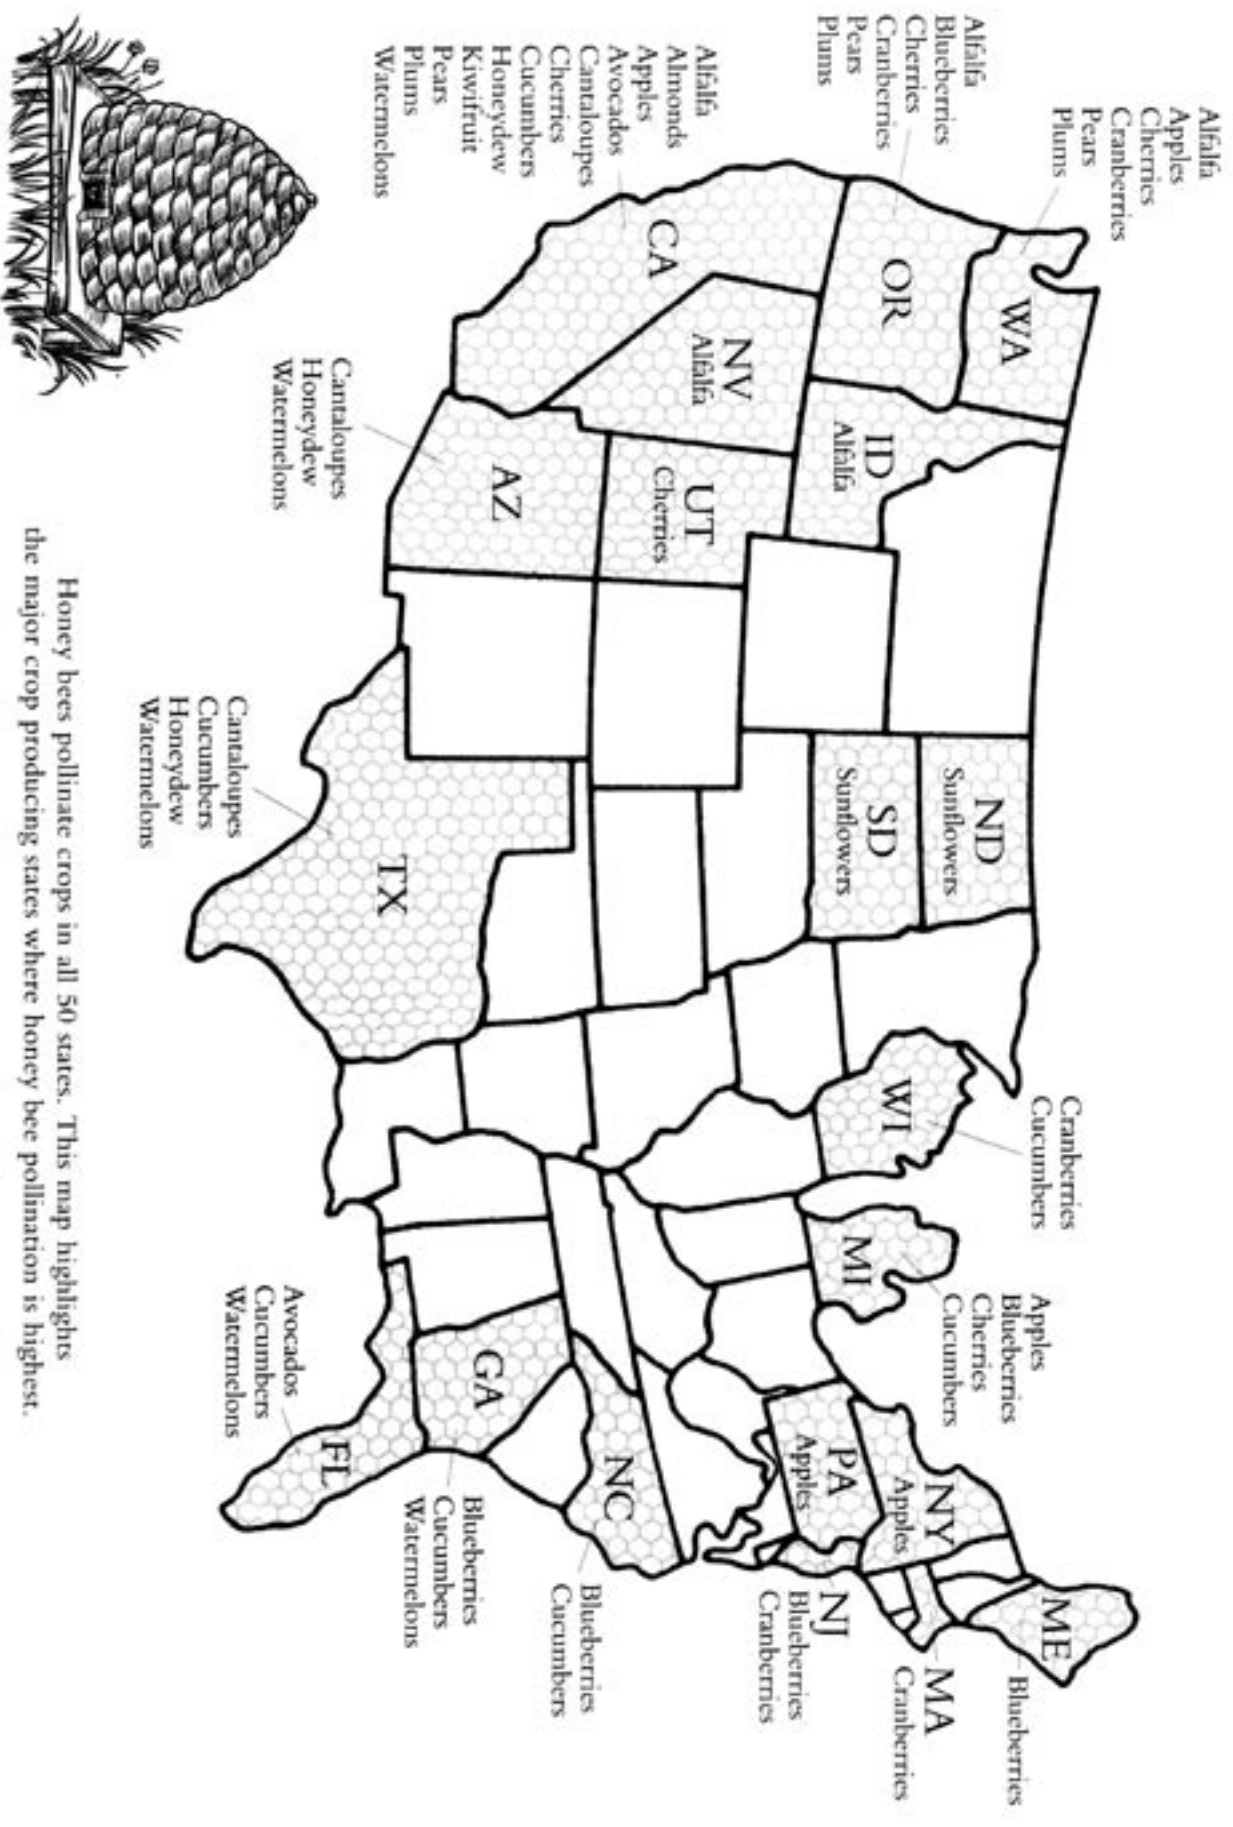 Alfalfa
Apples
Cherries
Cranberries
Pears
Plums
WA
Alfalfa
Blueberries
Cherries
Cranberries
Pears
Plums
OR
Alfalfa
Almonds
Apples
Avocados
Cantaloupes
Cherries
Cucumbers
Honeydew
Kiwifruit
Pears
Plums
Watermelons
CA
NV
Alfalfa
ID
Alfalfa
UT
Cherries
AZ
Cantaloupes
Honeydew
Watermelons
ND
Sunflowers
SD
Sunflowers
TX
Cantaloupes
Cucumbers
Honeydew
Watermelons
Cranberries
Cucumbers
WI
Apples
Blueberries
Cherries
Cucumbers
MI
ME
Blueberries
NY
Apples
MA
Cranberries
PA
Apples
NJ
Blueberries
Cranberries
NC
Blueberries
Cucumbers
GA
Blueberries
Cucumbers
Watermelons
FL
Avocados
Cucumbers
Watermelons
Honey bees pollinate crops in all 50 states. This map highlights
the major crop producing states where honey bee pollination is highest.